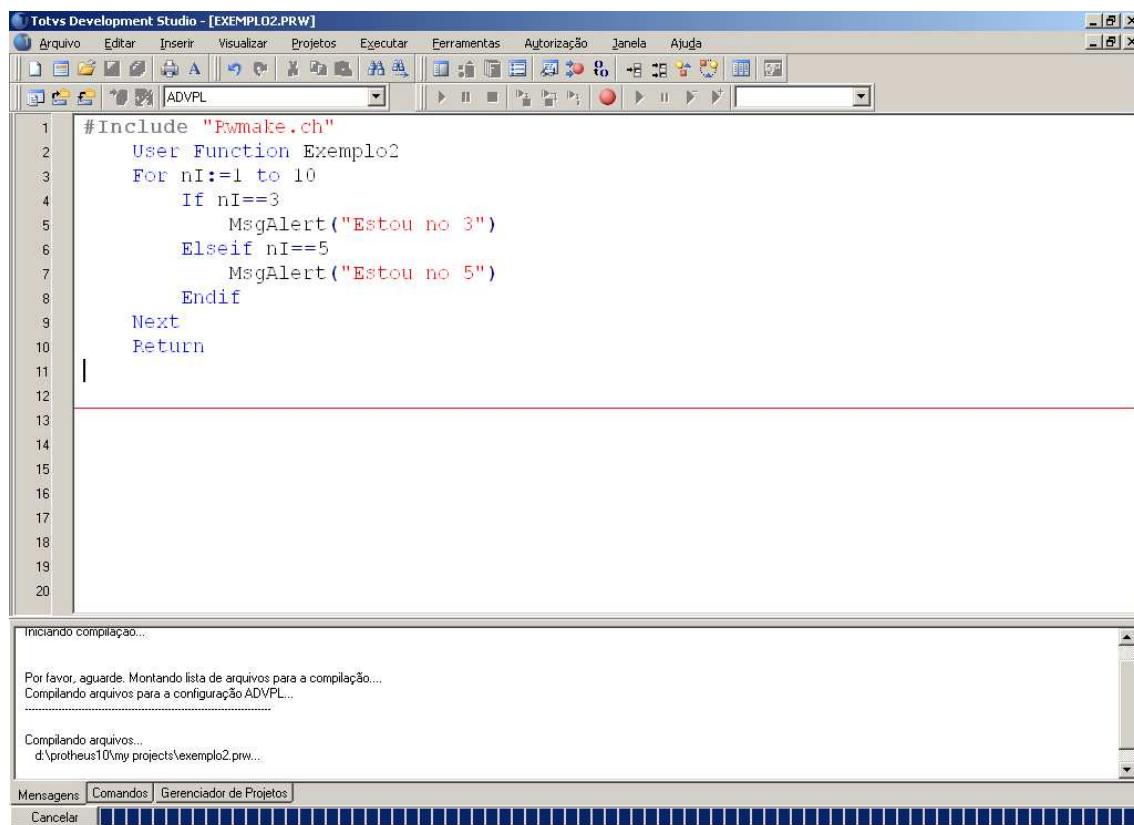 Totvs Development Studio - [EXEMPLO2.PRW]
Arquivo Editar Inserir Visualizar Projetos Executar Ferramentas Autorização Janela Ajuda
ADVPL
1 #Include "Rwmake.ch"
2 User Function Exemplo2
3 For nI:=1 to 10
4 If nI==3
5 MsgAlert("Estou no 3")
6 Elseif nI==5
7 MsgAlert("Estou no 5")
8 Endif
9 Next
10 Return
11
12
13
14
15
16
17
18
19
20
Iniciando compilação...
Por favor, aguarde. Montando lista de arquivos para a compilação....
Compilando arquivos para a configuração ADVPL...
--------------------------------------------------------------------------------
Compilando arquivos...
d:\protheus10\my projects\exemplo2.prw...
Mensagens Comandos Gerenciador de Projetos
Cancelar